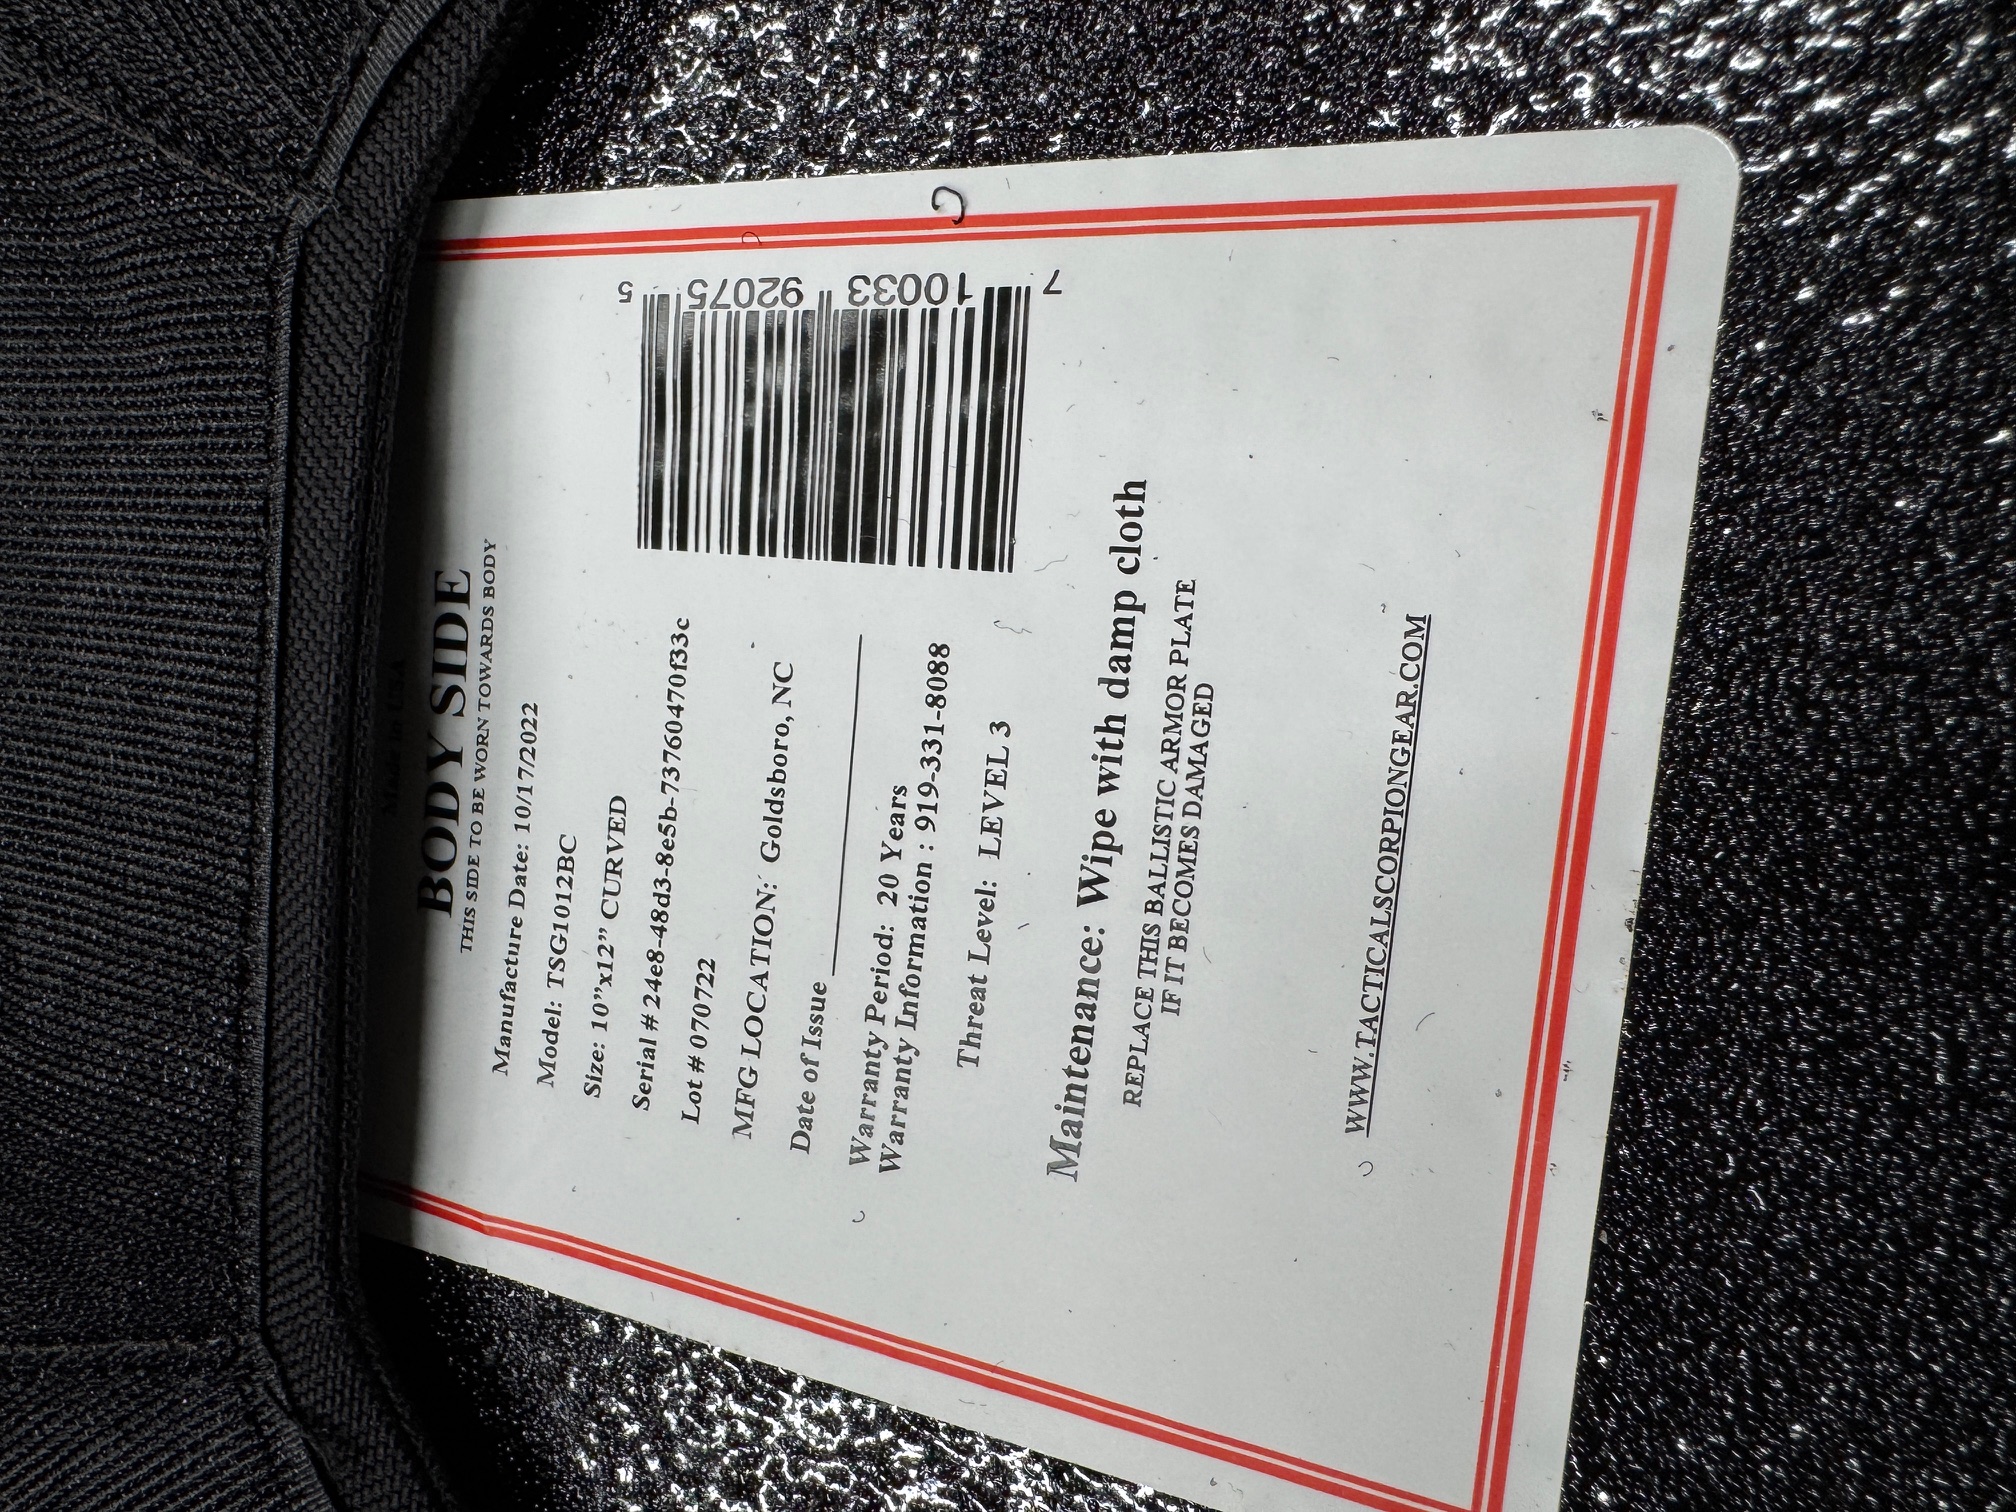 Made in USA
BODY SIDE
THIS SIDE TO BE WORN TOWARDS BODY
Manufacture Date: 10/17/2022
Model: TSG1012BC
Size: 10”x12” CURVED
Serial # 24e8-48d3-8e5b-73760470f33c
Lot # 070722
MFG LOCATION: Goldsboro, NC
Date of Issue
Warranty Period: 20 Years
Warranty Information : 919-331-8088
Threat Level: LEVEL 3
7 10033 92075 5
Maintenance: Wipe with damp cloth
REPLACE THIS BALLISTIC ARMOR PLATE
IF IT BECOMES DAMAGED
WWW.TACTICALSCORPIONGEAR.COM